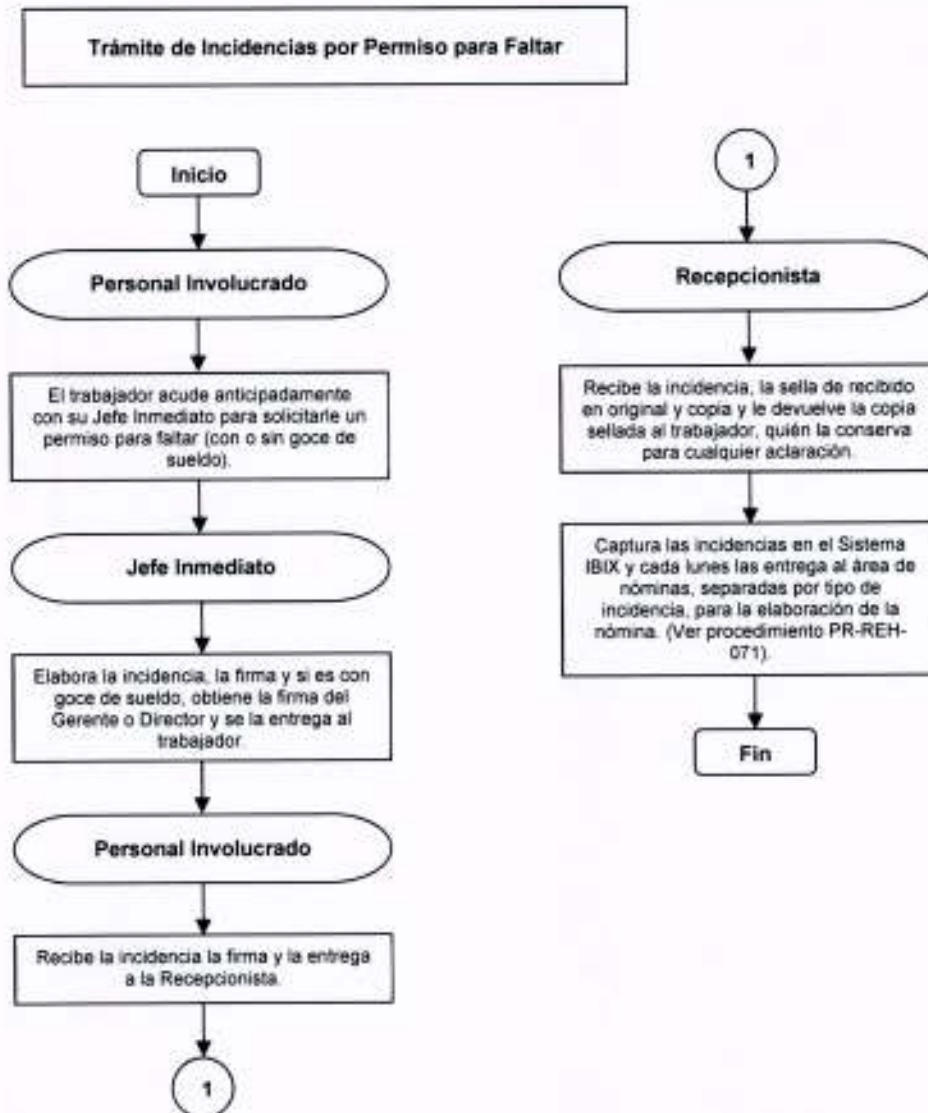 Trámite de Incidencias por Permiso para Faltar
Inicio
Personal Involucrado
El trabajador acude anticipadamente
con su Jefe Inmediato para solicitarle un
permiso para faltar (con o sin goce de
sueldo).
Jefe Inmediato
Elabora la incidencia, la firma y si es con
goce de sueldo, obtiene la firma del
Gerente o Director y se la entrega al
trabajador.
Personal Involucrado
Recibe la incidencia la firma y la entrega
a la Recepcionista.
1
1
Recepcionista
Recibe la incidencia, la sella de recibido
en original y copia y le devuelve la copia
sellada al trabajador, quién la conserva
para cualquier aclaración.
Captura las incidencias en el Sistema
IBIX y cada lunes las entrega al área de
nóminas, separadas por tipo de
incidencia, para la elaboración de la
nómina. (Ver procedimiento PR-REH-
071).
Fin